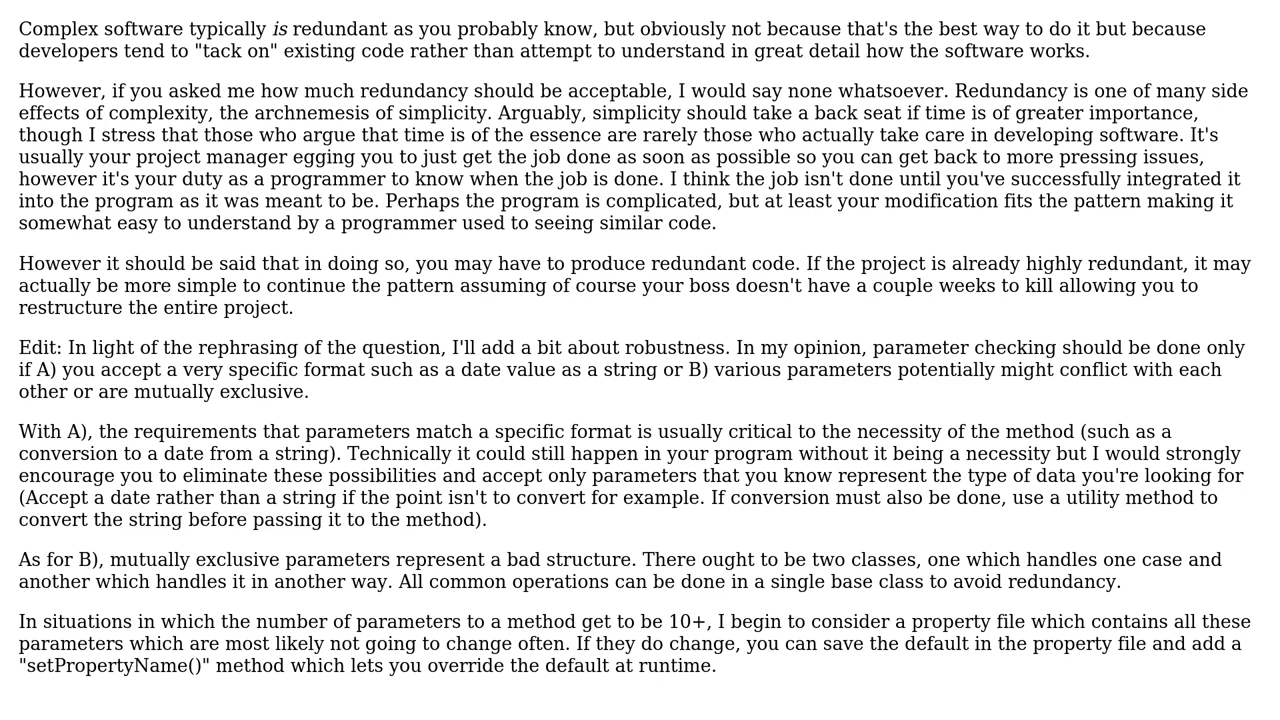 Complex software typically is redundant as you probably know, but obviously not because that's the best way to do it but because
developers tend to "tack on" existing code rather than attempt to understand in great detail how the software works.
However, if you asked me how much redundancy should be acceptable, I would say none whatsoever. Redundancy is one of many side
effects of complexity, the archnemesis of simplicity. Arguably, simplicity should take a back seat if time is of greater importance,
though I stress that those who argue that time is of the essence are rarely those who actually take care in developing software. It's
usually your project manager egging you to just get the job done as soon as possible so you can get back to more pressing issues,
however it's your duty as a programmer to know when the job is done. I think the job isn't done until you've successfully integrated it
into the program as it was meant to be. Perhaps the program is complicated, but at least your modification fits the pattern making it
somewhat easy to understand by a programmer used to seeing similar code.
However it should be said that in doing so, you may have to produce redundant code. If the project is already highly redundant, it may
actually be more simple to continue the pattern assuming of course your boss doesn't have a couple weeks to kill allowing you to
restructure the entire project.
Edit: In light of the rephrasing of the question, I'll add a bit about robustness. In my opinion, parameter checking should be done only
if A) you accept a very specific format such as a date value as a string or B) various parameters potentially might conflict with each
other or are mutually exclusive.
With A), the requirements that parameters match a specific format is usually critical to the necessity of the method (such as a
conversion to a date from a string). Technically it could still happen in your program without it being a necessity but I would strongly
encourage you to eliminate these possibilities and accept only parameters that you know represent the type of data you're looking for
(Accept a date rather than a string if the point isn't to convert for example. If conversion must also be done, use a utility method to
convert the string before passing it to the method).
As for B), mutually exclusive parameters represent a bad structure. There ought to be two classes, one which handles one case and
another which handles it in another way. All common operations can be done in a single base class to avoid redundancy.
In situations in which the number of parameters to a method get to be 10+, I begin to consider a property file which contains all these
parameters which are most likely not going to change often. If they do change, you can save the default in the property file and add a
"setPropertyName()" method which lets you override the default at runtime.